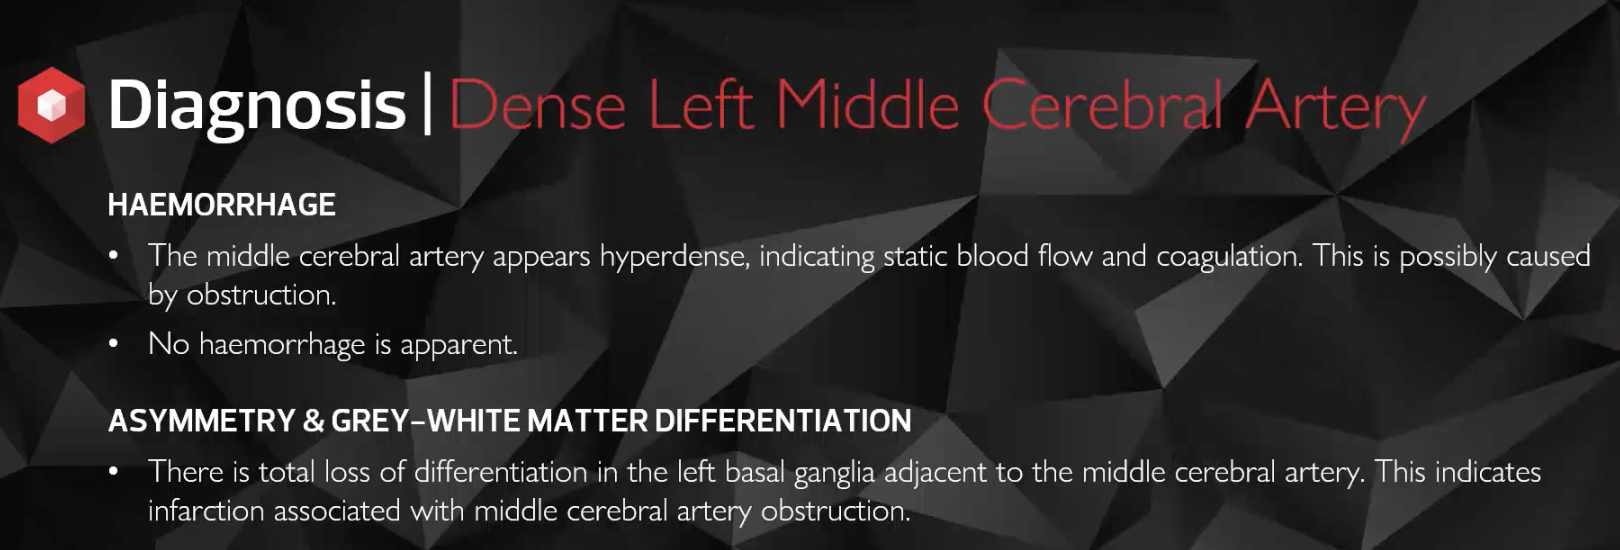 Diagnosis | Dense Left Middle Cerebral Artery
HAEMORRHAGE
• The middle cerebral artery appears hyperdense, indicating static blood flow and coagulation. This is possibly caused
by obstruction.
• No haemorrhage is apparent.
ASYMMETRY & GREY–WHITE MATTER DIFFERENTIATION
• There is total loss of differentiation in the left basal ganglia adjacent to the middle cerebral artery. This indicates
infarction associated with middle cerebral artery obstruction.